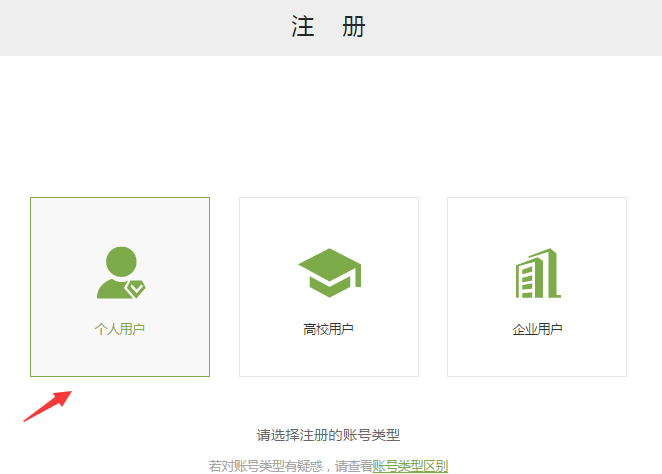 注 册
个人用户
高校用户
企业用户
请选择注册的账号类型
若对账号类型有疑惑，请查看账号类型区别